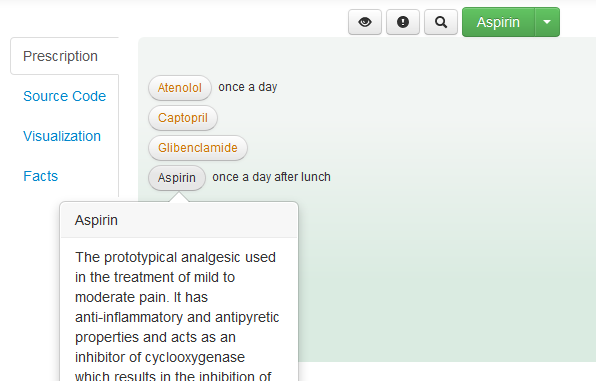 Aspirin
Prescription
Source Code
Visualization
Facts
Atenolol once a day
Captopril
Glibenclamide
Aspirin once a day after lunch
Aspirin
The prototypical analgesic used
in the treatment of mild to
moderate pain. It has
anti-inflammatory and antipyretic
properties and acts as an
inhibitor of cyclooxygenase
which results in the inhibition of